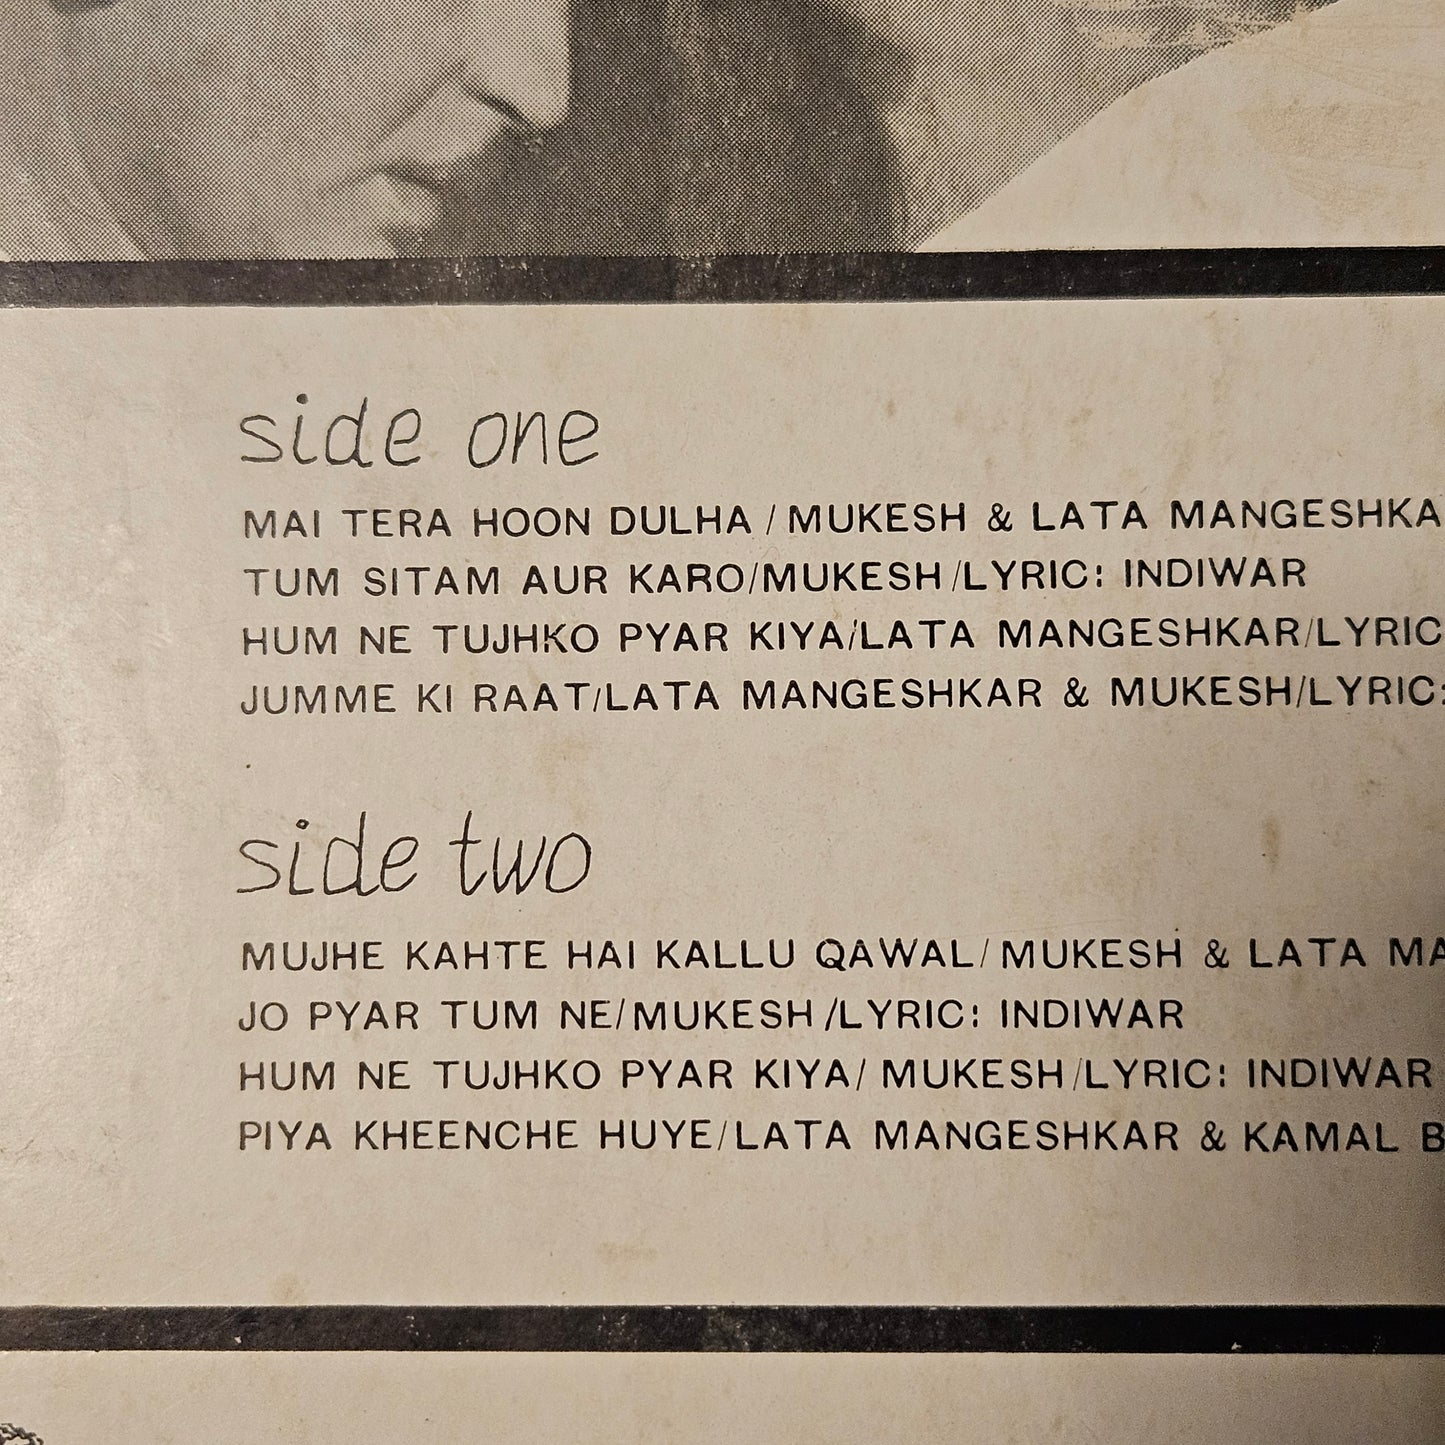 side one
MAI TERA HOON DULHA / MUKESH & LATA MANGESHKA
TUM SITAM AUR KARO/MUKESH/LYRIC: INDIWAR
HUM NE TUJHKO PYAR KIYA/LATA MANGESHKAR/LYRIC
JUMME KI RAAT/LATA MANGESHKAR & MUKESH/LYRIC:
side two
MUJHE KAHTE HAI KALLU QAWAL/MUKESH & LATA MA
JO PYAR TUM NE/MUKESH/LYRIC: INDIWAR
HUM NE TUJHKO PYAR KIYA/ MUKESH/LYRIC: INDIWAR
PIYA KHEENCHE HUYE/LATA MANGESHKAR & KAMAL B